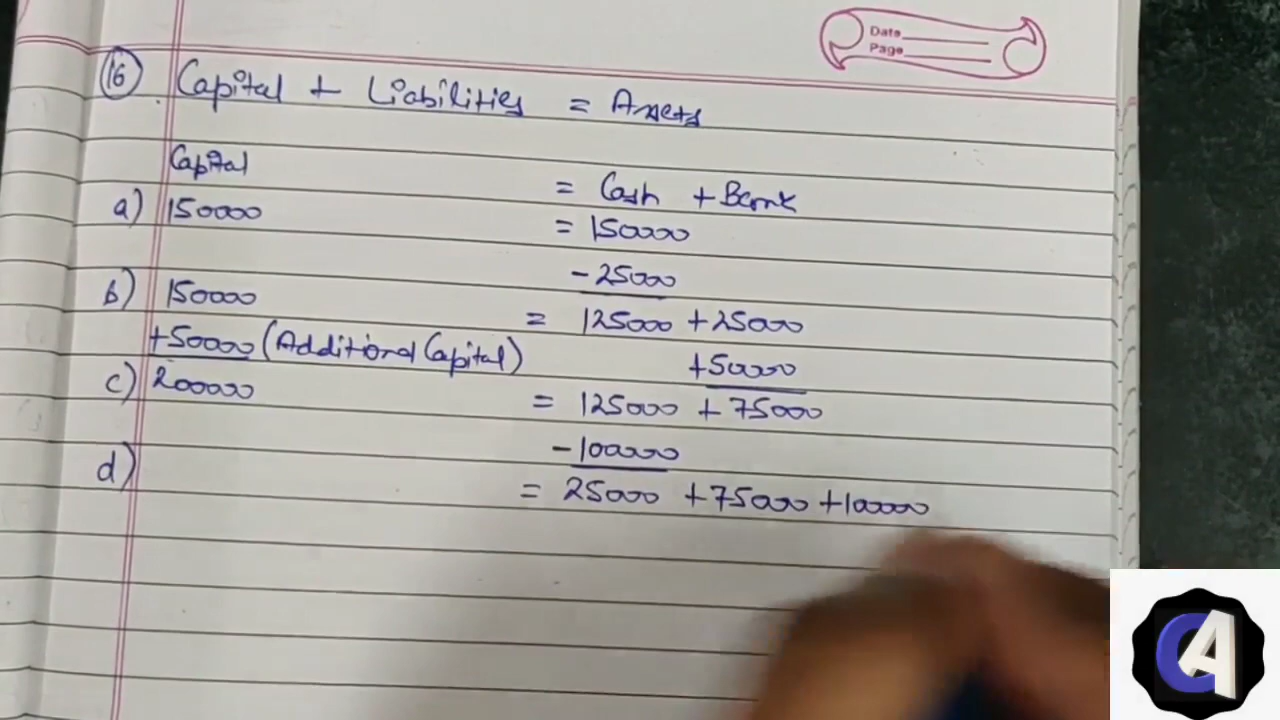 Date
Page
16 Capital + Liabilities = Assets
Capital = Cash + Bank
a) 150000 = 150000
- 25000
b) 150000 = 125000 + 25000
+50000 (Additional Capital) +50000
c) 200000 = 125000 + 75000
- 100000
d) = 25000 + 75000 + 100000
CA